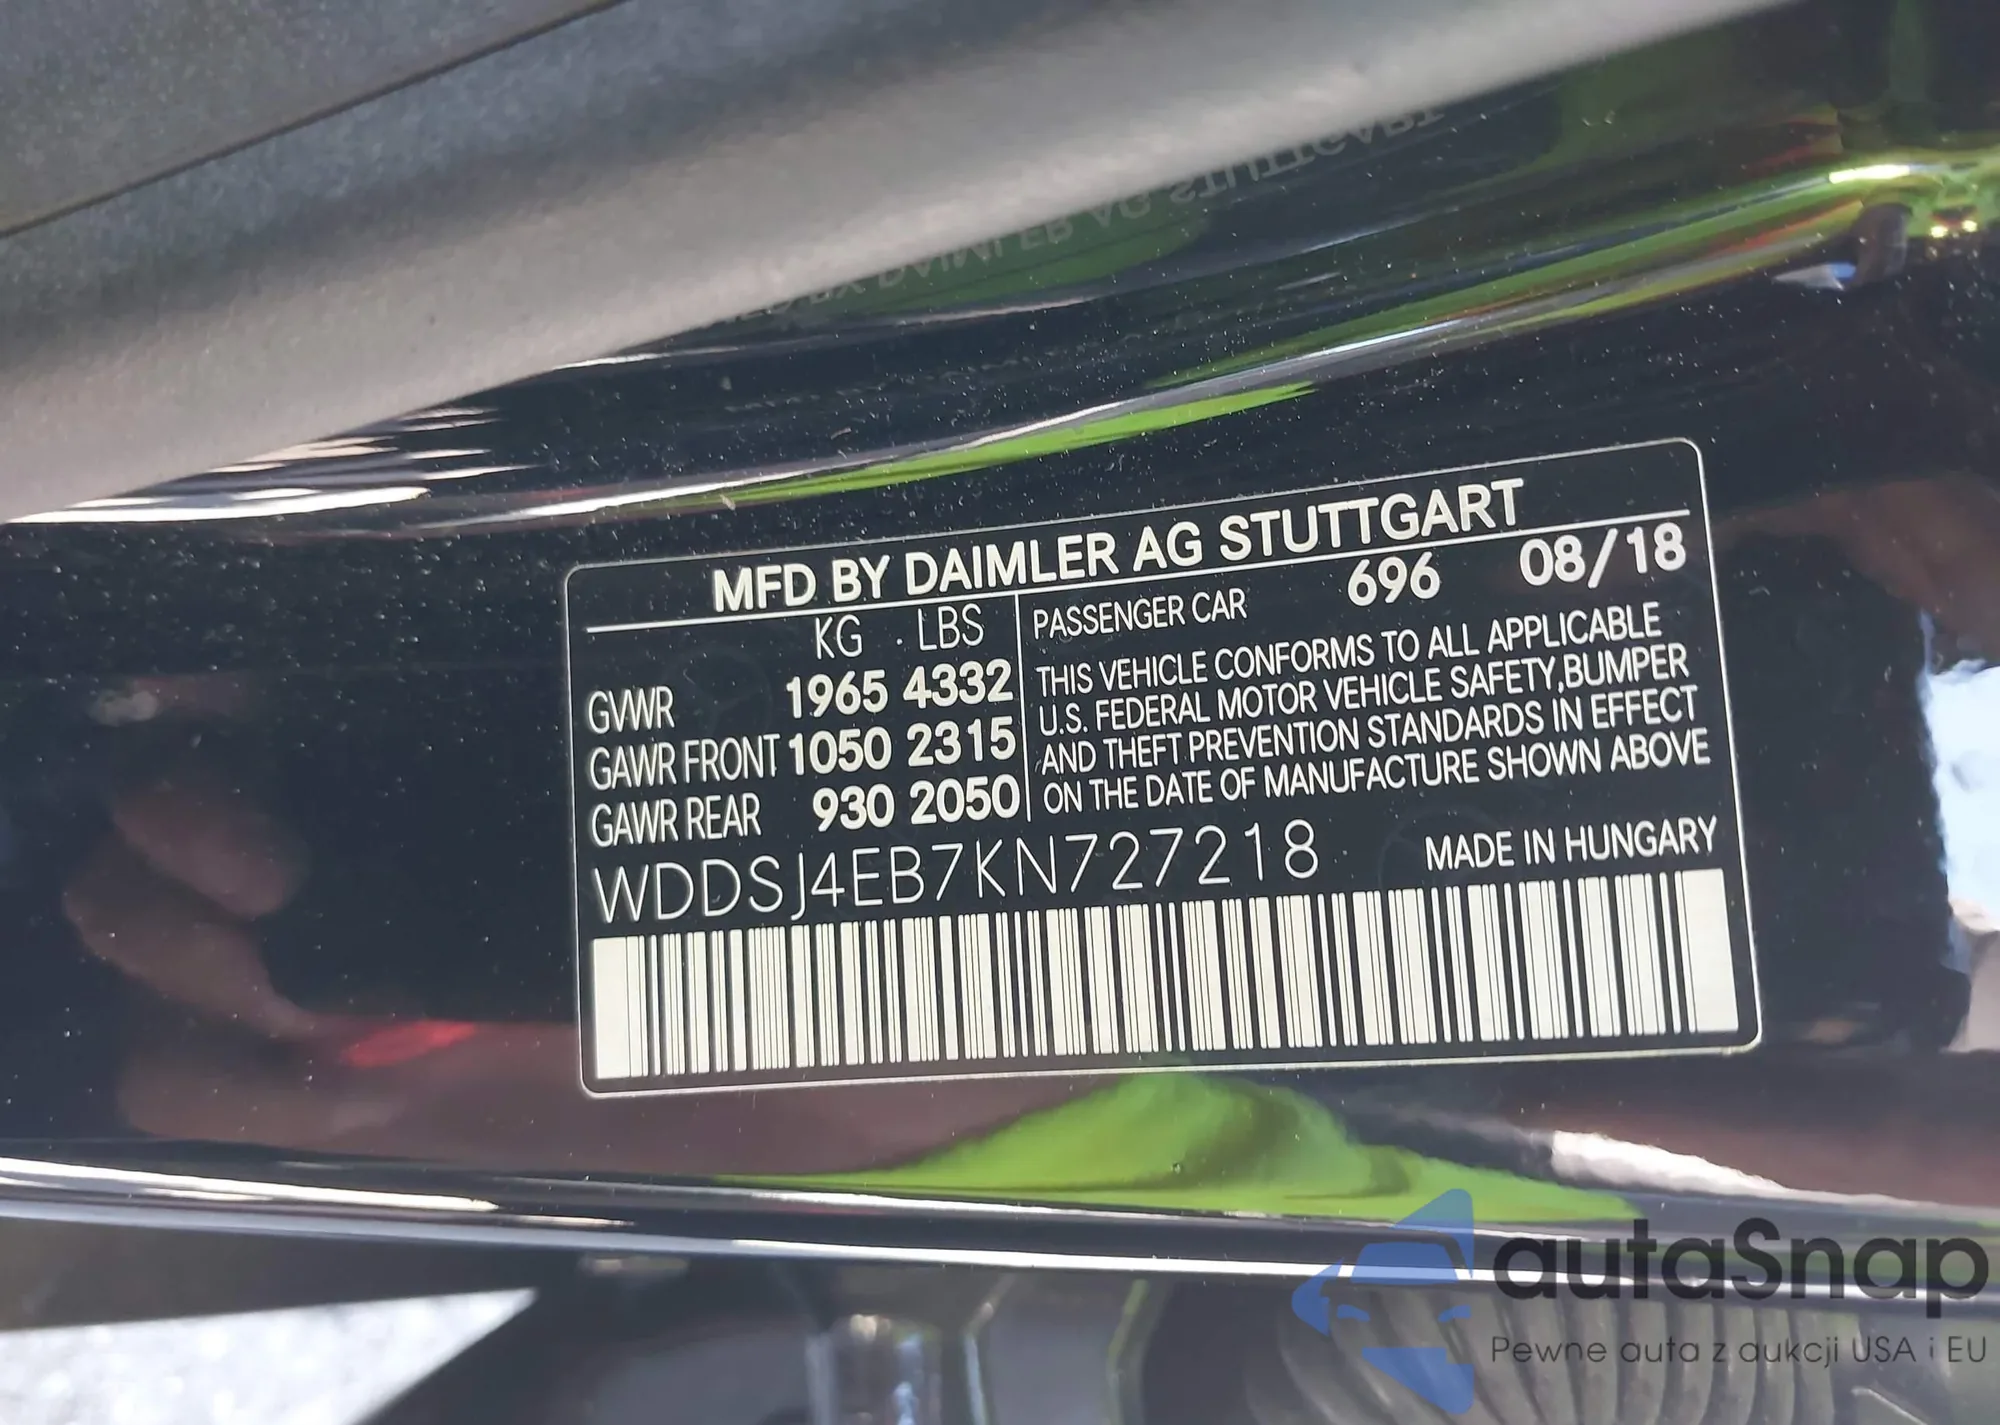 MFD BY DAIMLER AG STUTTGART
KG LBS
GVWR 1965 4332
GAWR FRONT 1050 2315
GAWR REAR 930 2050
PASSENGER CAR 696 08/18
THIS VEHICLE CONFORMS TO ALL APPLICABLE
U.S. FEDERAL MOTOR VEHICLE SAFETY, BUMPER
AND THEFT PREVENTION STANDARDS IN EFFECT
ON THE DATE OF MANUFACTURE SHOWN ABOVE
WDDSJ4EB7KN727218 MADE IN HUNGARY
autaSnap
Pewne auta z aukcji USA i EU